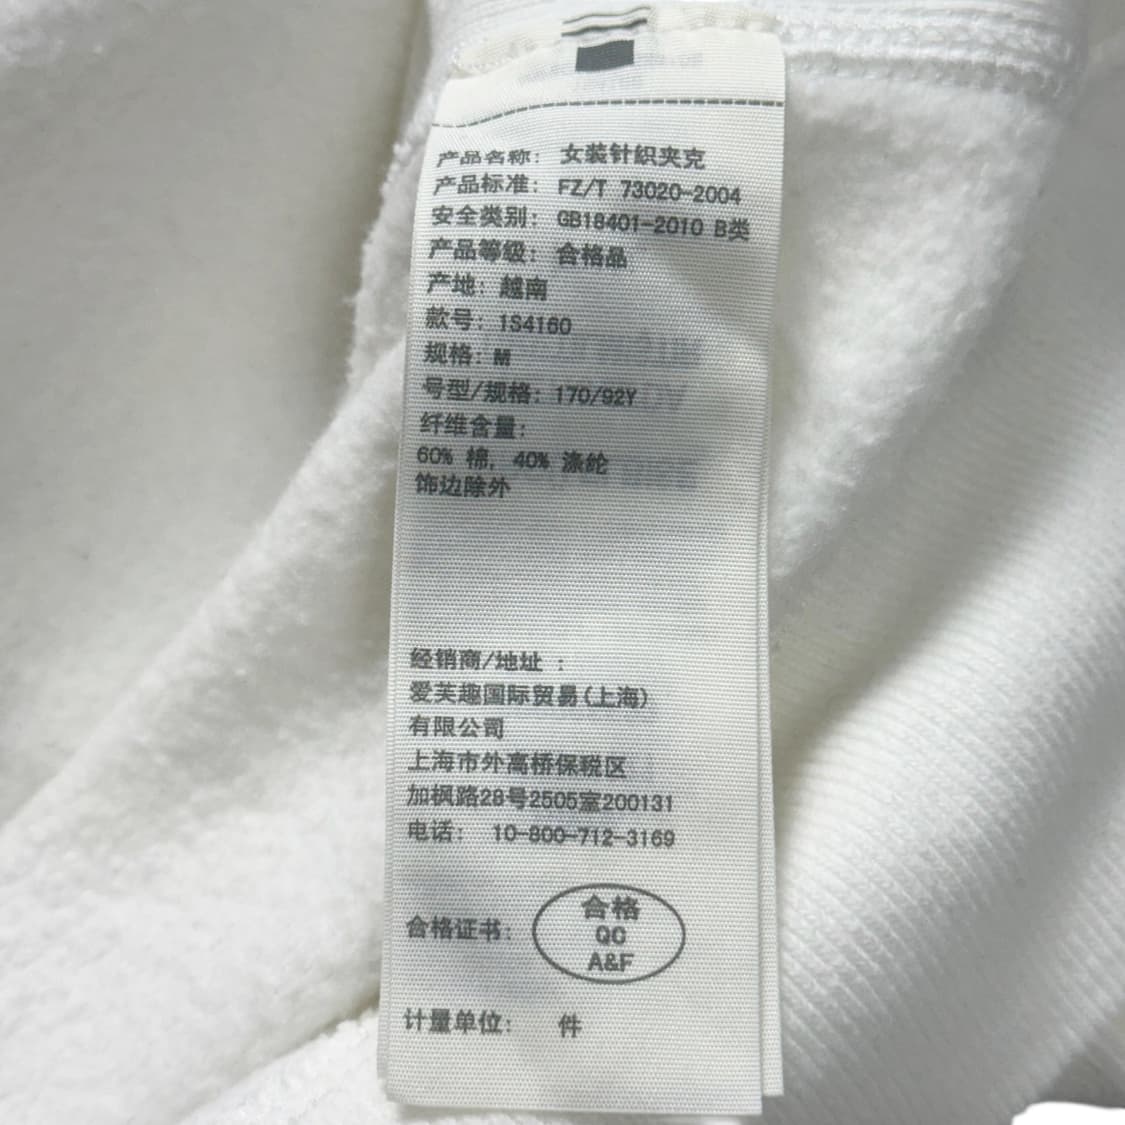 产品名称: 女装针织夹克
产品标准: FZ/T 73020-2004
安全类别: GB18401-2010 B类
产品等级: 合格品
产地: 越南
款号: 1S4160
规格: M
号型/规格: 170/92Y
纤维含量:
60% 棉, 40% 涤纶
饰边除外
经销商/地址 :
爱芙趣国际贸易(上海)
有限公司
上海市外高桥保税区
加枫路28号2505室200131
电话: 10-800-712-3169
合格证书:
合格
QC
A&F
计量单位: 件